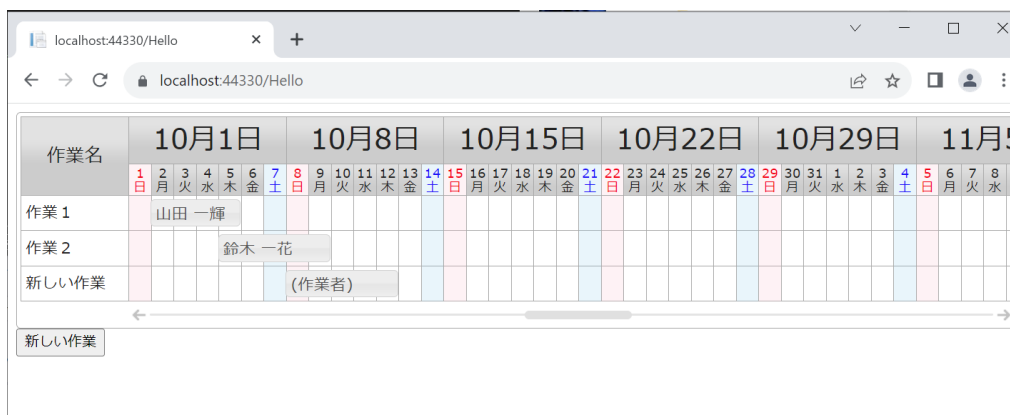 localhost:44330/Hello
localhost:44330/Hello
作業名
10月1日 10月8日 10月15日 10月22日 10月29日 11月5
1 2 3 4 5 6 7 8 9 10 11 12 13 14 15 16 17 18 19 20 21 22 23 24 25 26 27 28 29 30 31 1 2 3 4 5 6 7 8
日 月 火 水 木 金 土 日 月 火 水 木 金 土 日 月 火 水 木 金 土 日 月 火 水 木 金 土 日 月 火 水 木 金 土 日 月 火 水
作業1 山田 一輝
作業2 鈴木 一花
新しい作業 (作業者)
新しい作業